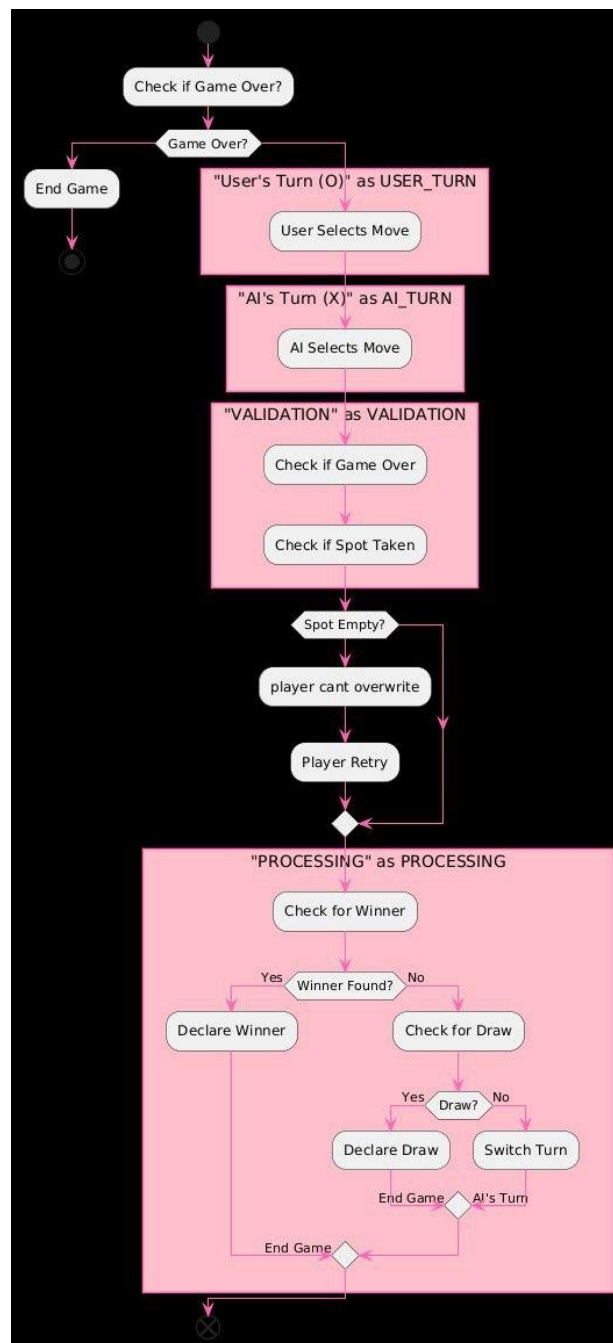 Check if Game Over?
Game Over?
End Game
"User's Turn (O)" as USER_TURN
User Selects Move
"AI's Turn (X)" as AI_TURN
AI Selects Move
"VALIDATION" as VALIDATION
Check if Game Over
Check if Spot Taken
Spot Empty?
player cant overwrite
Player Retry
"PROCESSING" as PROCESSING
Check for Winner
Yes
Winner Found?
No
Declare Winner
Check for Draw
Yes
Draw?
No
Declare Draw
Switch Turn
End Game
AI's Turn
End Game